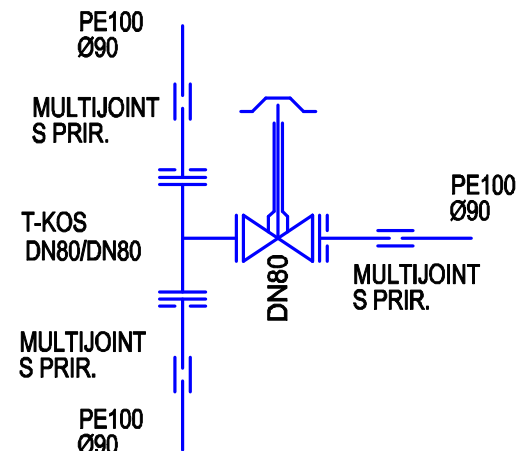 PE100
Ø90
MULTIJOINT
S PRIR.
PE100
Ø90
T-KOS
DN80/DN80
DN80
MULTIJOINT
S PRIR.
MULTIJOINT
S PRIR.
PE100
Ø90